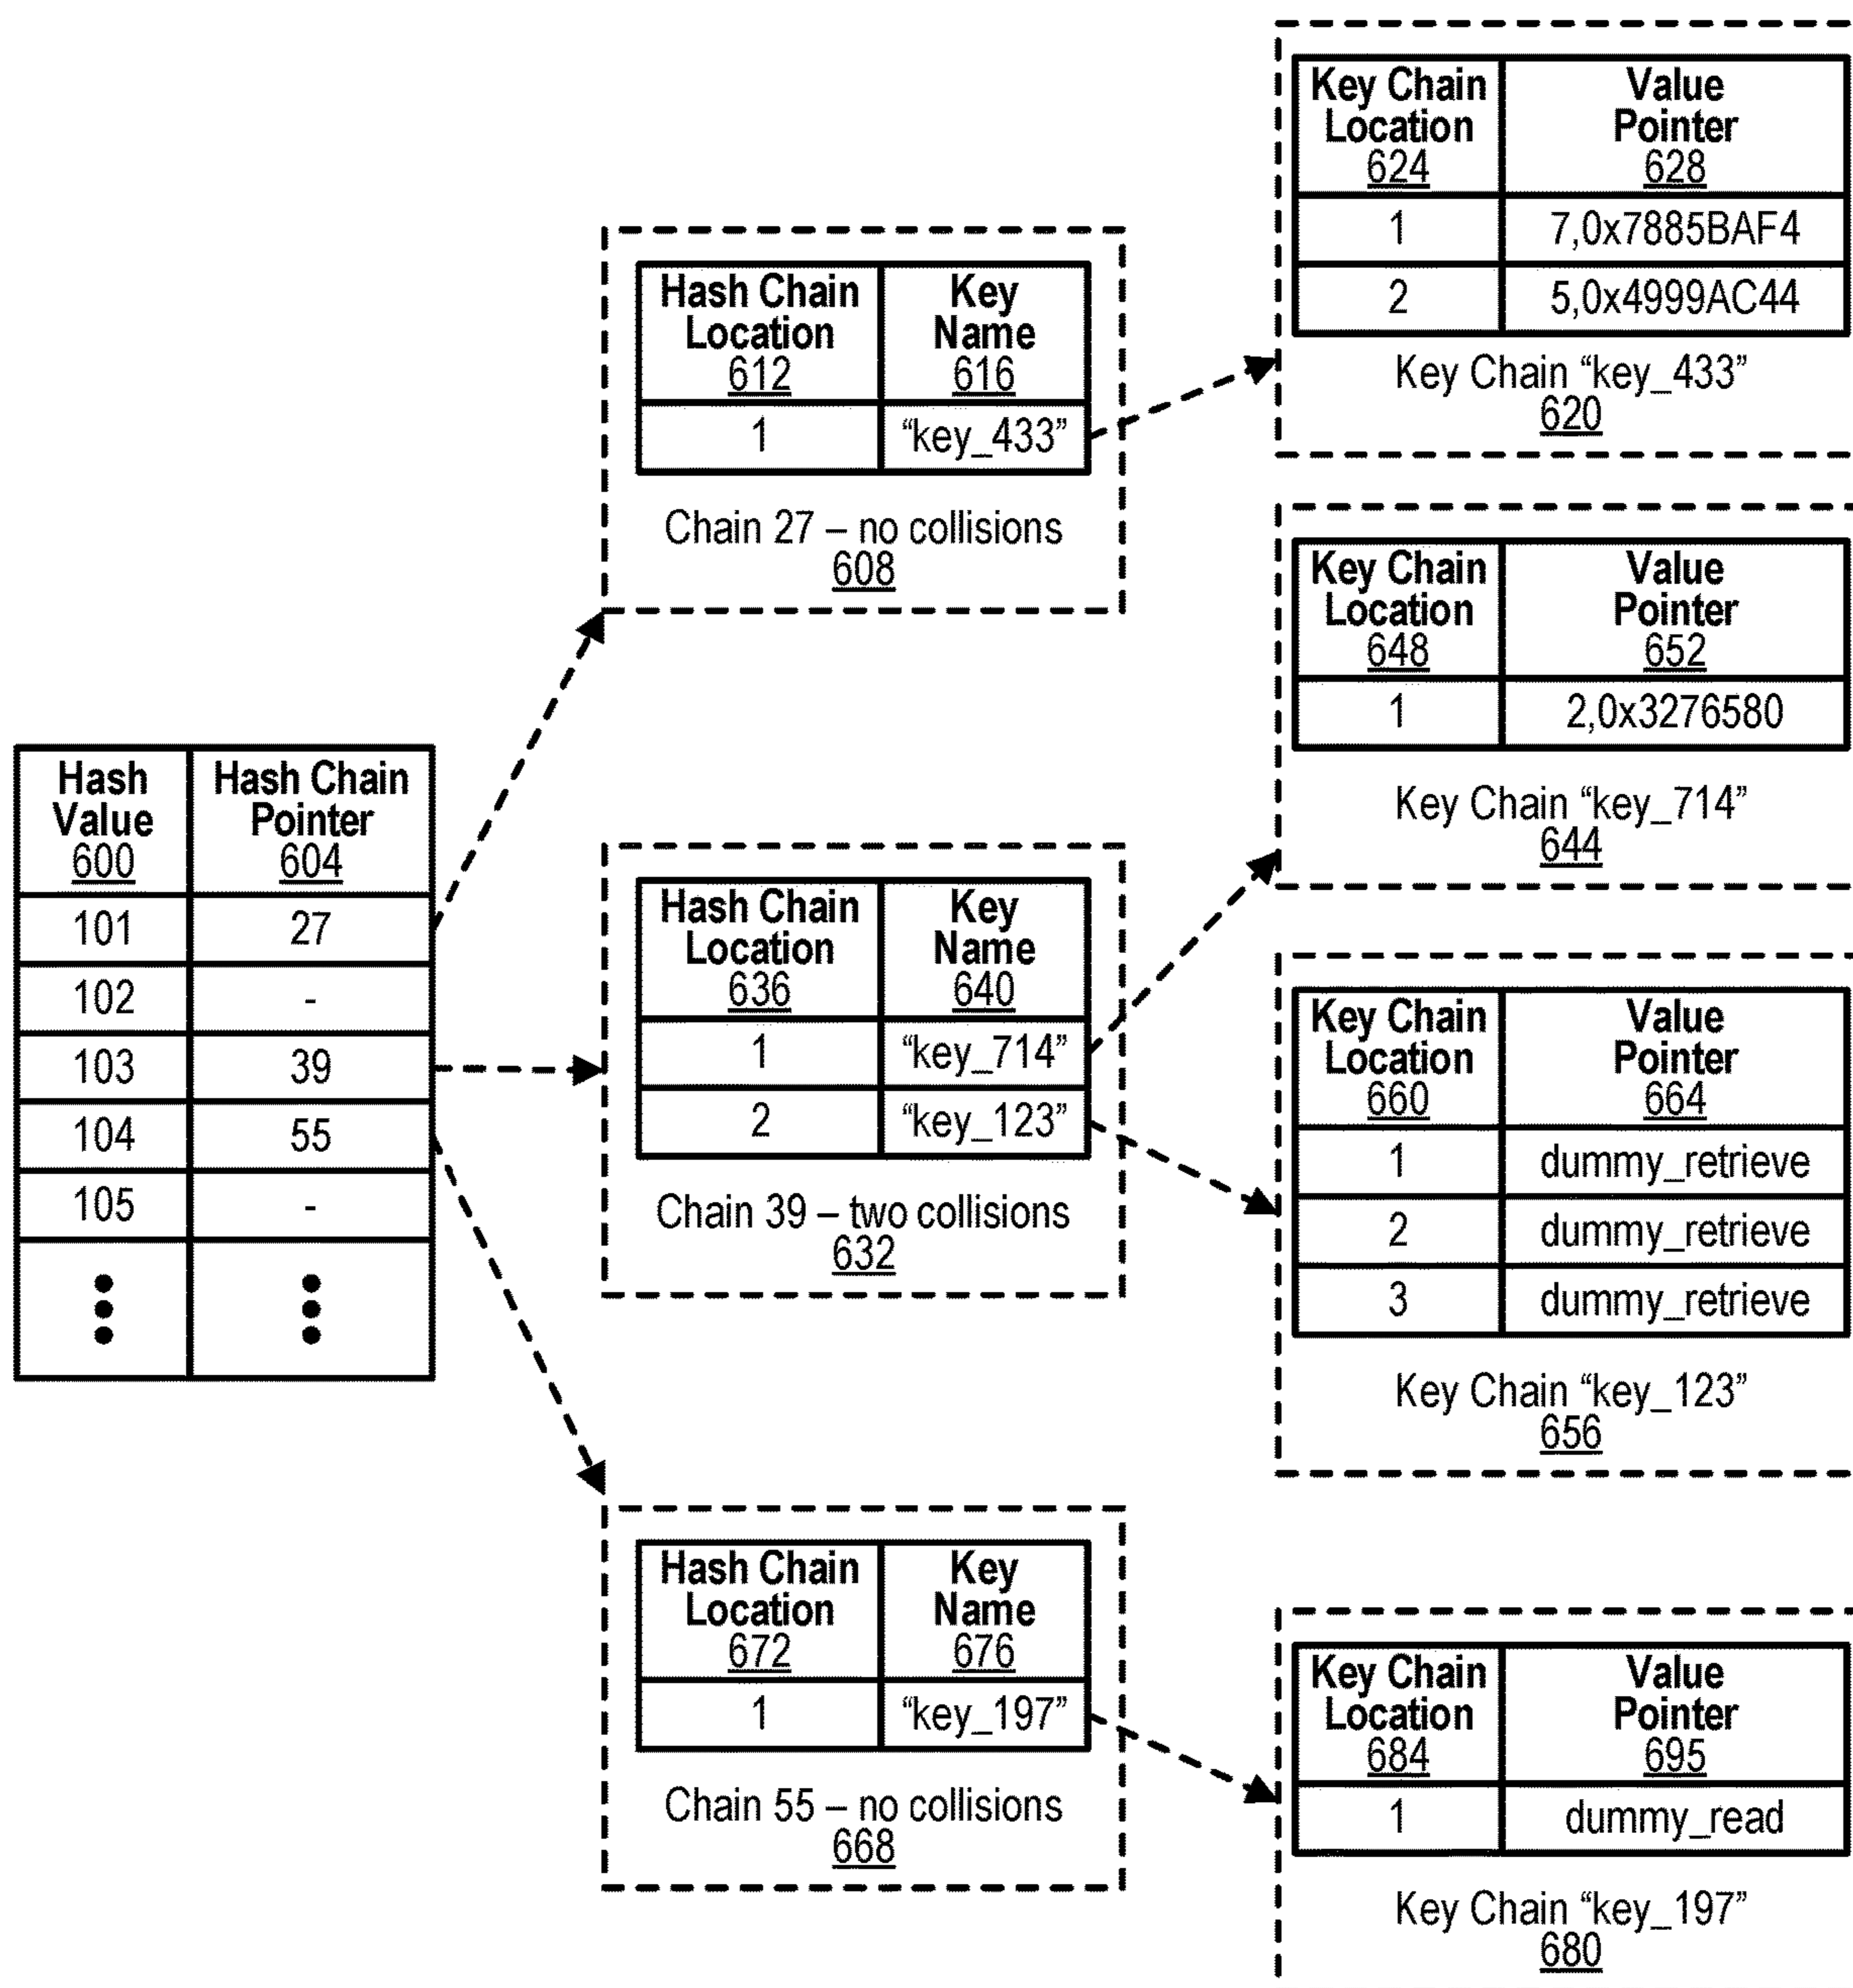 Hash Value 600 | Hash Chain Pointer 604
101 | 27
102 | -
103 | 39
104 | 55
105 | -
Hash Chain Location 612 | Key Name 616
1 | “key_433”
Chain 27 – no collisions
608
Hash Chain Location 636 | Key Name 640
1 | “key_714”
2 | “key_123”
Chain 39 – two collisions
632
Hash Chain Location 672 | Key Name 676
1 | “key_197”
Chain 55 – no collisions
668
Key Chain Location 624 | Value Pointer 628
1 | 7,0x7885BAF4
2 | 5,0x4999AC44
Key Chain “key_433”
620
Key Chain Location 648 | Value Pointer 652
1 | 2,0x3276580
Key Chain “key_714”
644
Key Chain Location 660 | Value Pointer 664
1 | dummy_retrieve
2 | dummy_retrieve
3 | dummy_retrieve
Key Chain “key_123”
656
Key Chain Location 684 | Value Pointer 695
1 | dummy_read
Key Chain “key_197”
680